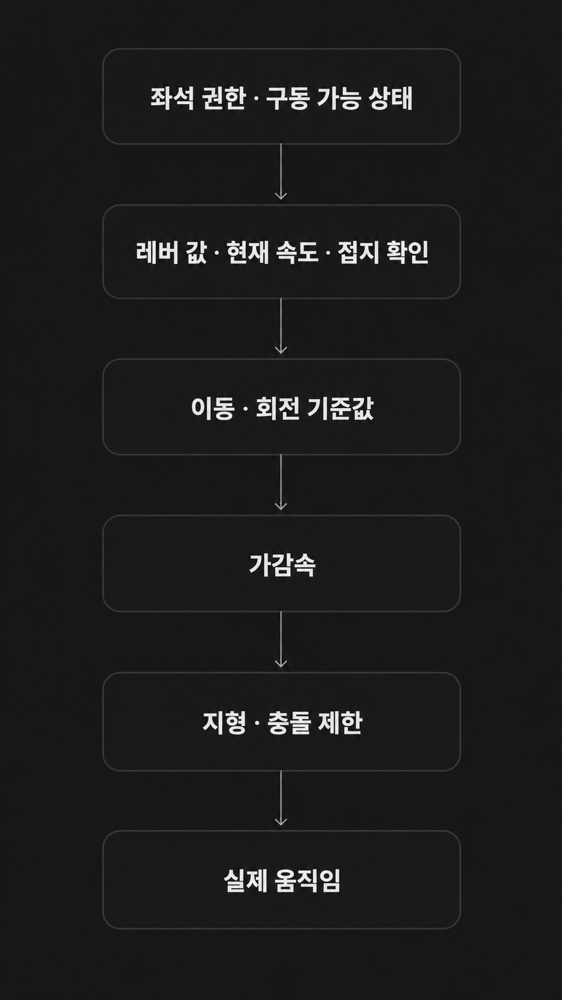 좌석 권한 · 구동 가능 상태
레버 값 · 현재 속도 · 접지 확인
이동 · 회전 기준값
가감속
지형 · 충돌 제한
실제 움직임